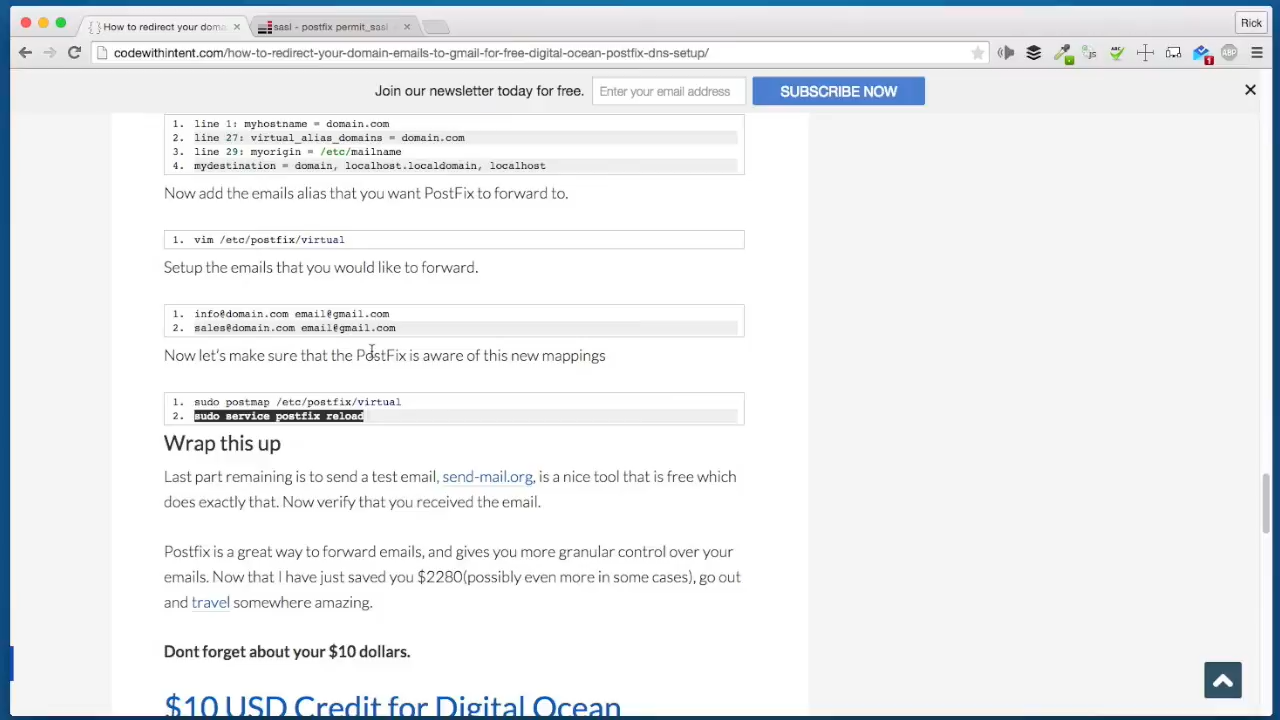 How to redirect your doma
sasl - postfix permit_sasl
Rick
codewithintent.com/how-to-redirect-your-domain-emails-to-gmail-for-free-digital-ocean-postfix-dns-setup/
Join our newsletter today for free.
Enter your email address
SUBSCRIBE NOW
1. line 1: myhostname = domain.com
2. line 27: virtual_alias_domains = domain.com
3. line 29: myorigin = /etc/mailname
4. mydestination = domain, localhost.localdomain, localhost
Now add the emails alias that you want PostFix to forward to.
1. vim /etc/postfix/virtual
Setup the emails that you would like to forward.
1. info@domain.com email@gmail.com
2. sales@domain.com email@gmail.com
Now let's make sure that the PostFix is aware of this new mappings
1. sudo postmap /etc/postfix/virtual
2. sudo service postfix reload
Wrap this up
Last part remaining is to send a test email, send-mail.org, is a nice tool that is free which
does exactly that. Now verify that you received the email.
Postfix is a great way to forward emails, and gives you more granular control over your
emails. Now that I have just saved you $2280(possibly even more in some cases), go out
and travel somewhere amazing.
Dont forget about your $10 dollars.
$10 USD Credit for Digital Ocean